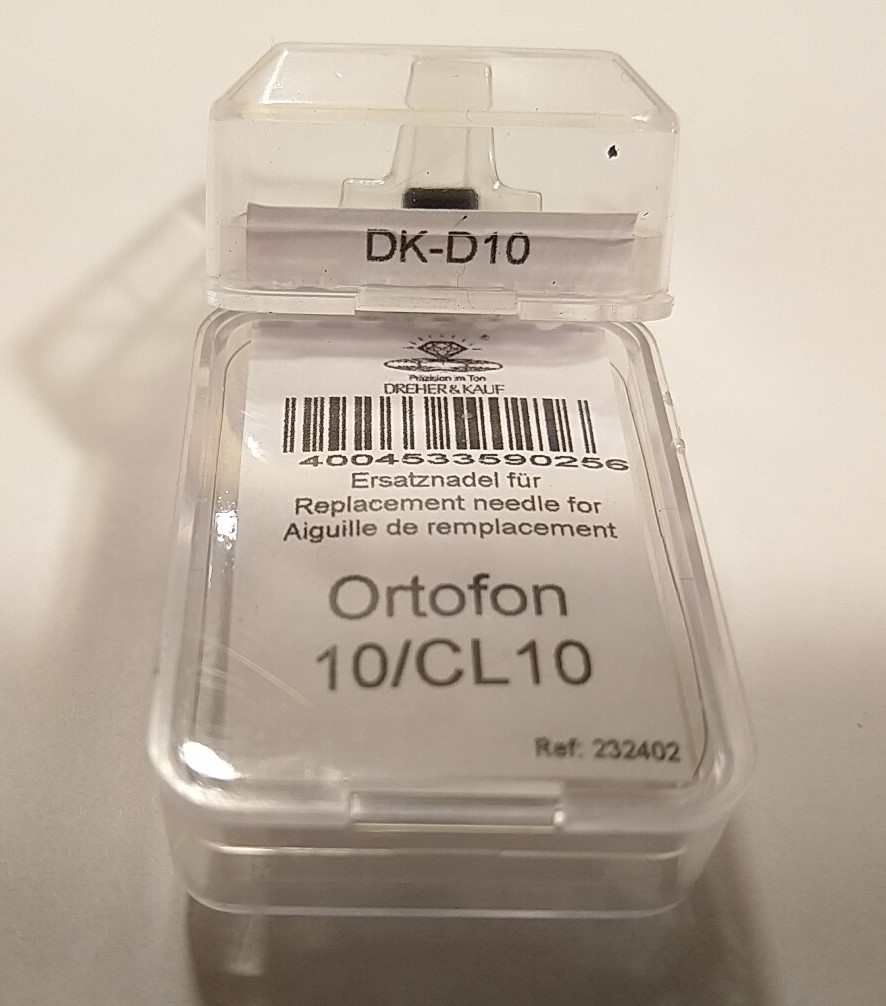 DK-D10
Präzision im Ton
DREHER & KAUF
4004533590256
Ersatznadel für
Replacement needle for
Aiguille de remplacement
Ortofon
10/CL10
Ref: 232402